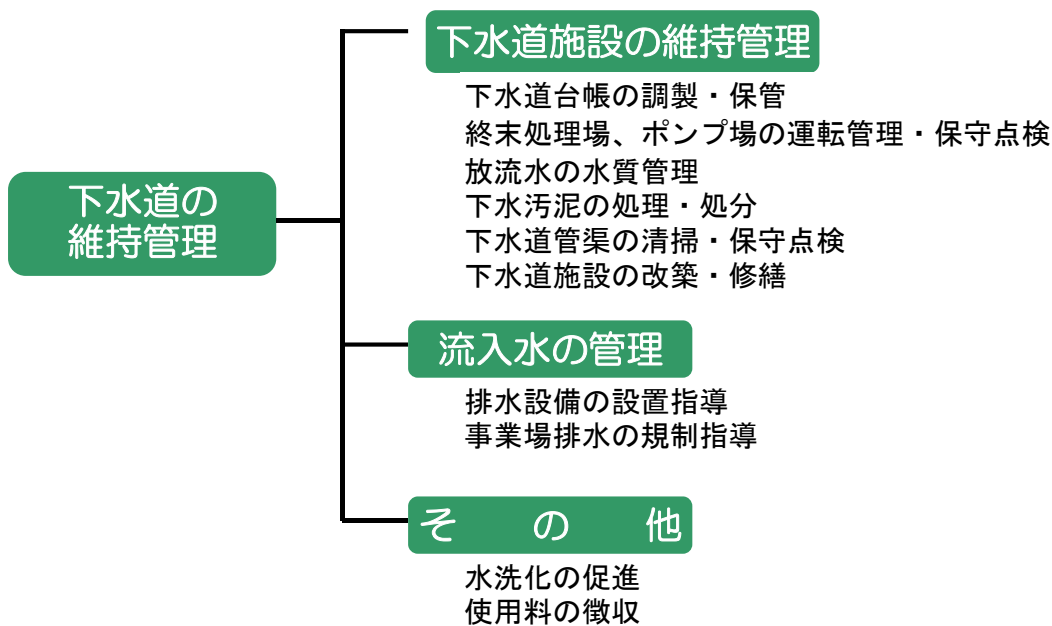 下水道の
維持管理
下水道施設の維持管理
下水道台帳の調製・保管
終末処理場、ポンプ場の運転管理・保守点検
放流水の水質管理
下水汚泥の処理・処分
下水道管渠の清掃・保守点検
下水道施設の改築・修繕
流入水の管理
排水設備の設置指導
事業場排水の規制指導
そ の 他
水洗化の促進
使用料の徴収